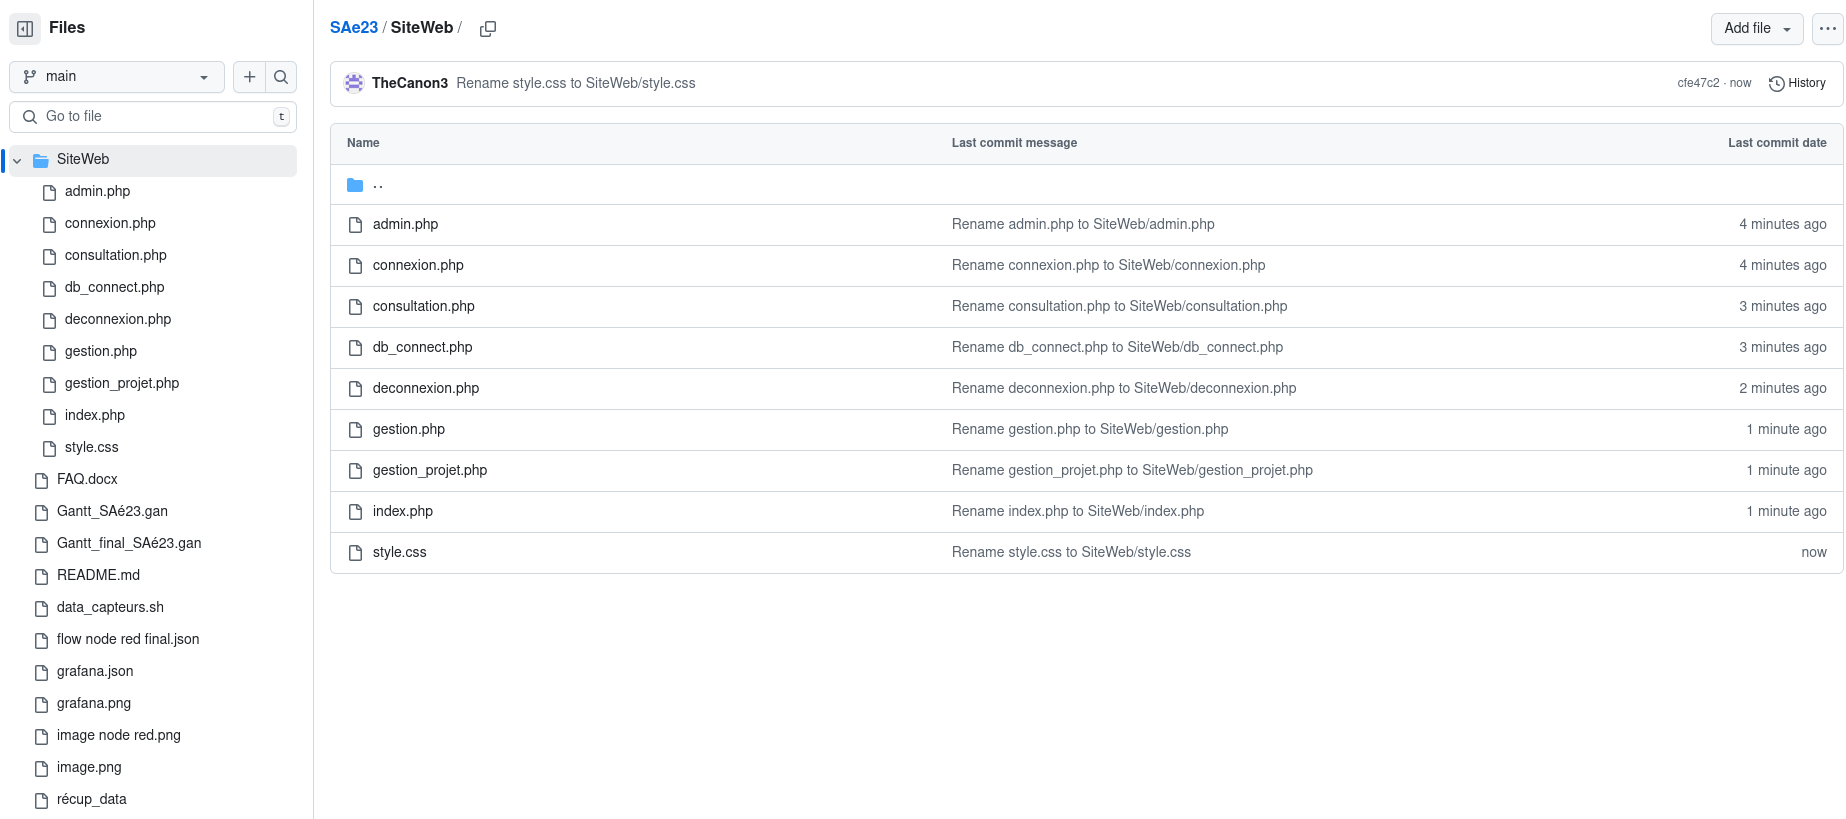 Files
main
Go to file
t
SiteWeb
admin.php
connexion.php
consultation.php
db_connect.php
deconnexion.php
gestion.php
gestion_projet.php
index.php
style.css
FAQ.docx
Gantt_SAé23.gan
Gantt_final_SAé23.gan
README.md
data_capteurs.sh
flow node red final.json
grafana.json
grafana.png
image node red.png
image.png
récup_data
SAe23 / SiteWeb /
Add file
TheCanon3 Rename style.css to SiteWeb/style.css cfe47c2 · now History
Name Last commit message Last commit date
..
admin.php Rename admin.php to SiteWeb/admin.php 4 minutes ago
connexion.php Rename connexion.php to SiteWeb/connexion.php 4 minutes ago
consultation.php Rename consultation.php to SiteWeb/consultation.php 3 minutes ago
db_connect.php Rename db_connect.php to SiteWeb/db_connect.php 3 minutes ago
deconnexion.php Rename deconnexion.php to SiteWeb/deconnexion.php 2 minutes ago
gestion.php Rename gestion.php to SiteWeb/gestion.php 1 minute ago
gestion_projet.php Rename gestion_projet.php to SiteWeb/gestion_projet.php 1 minute ago
index.php Rename index.php to SiteWeb/index.php 1 minute ago
style.css Rename style.css to SiteWeb/style.css now